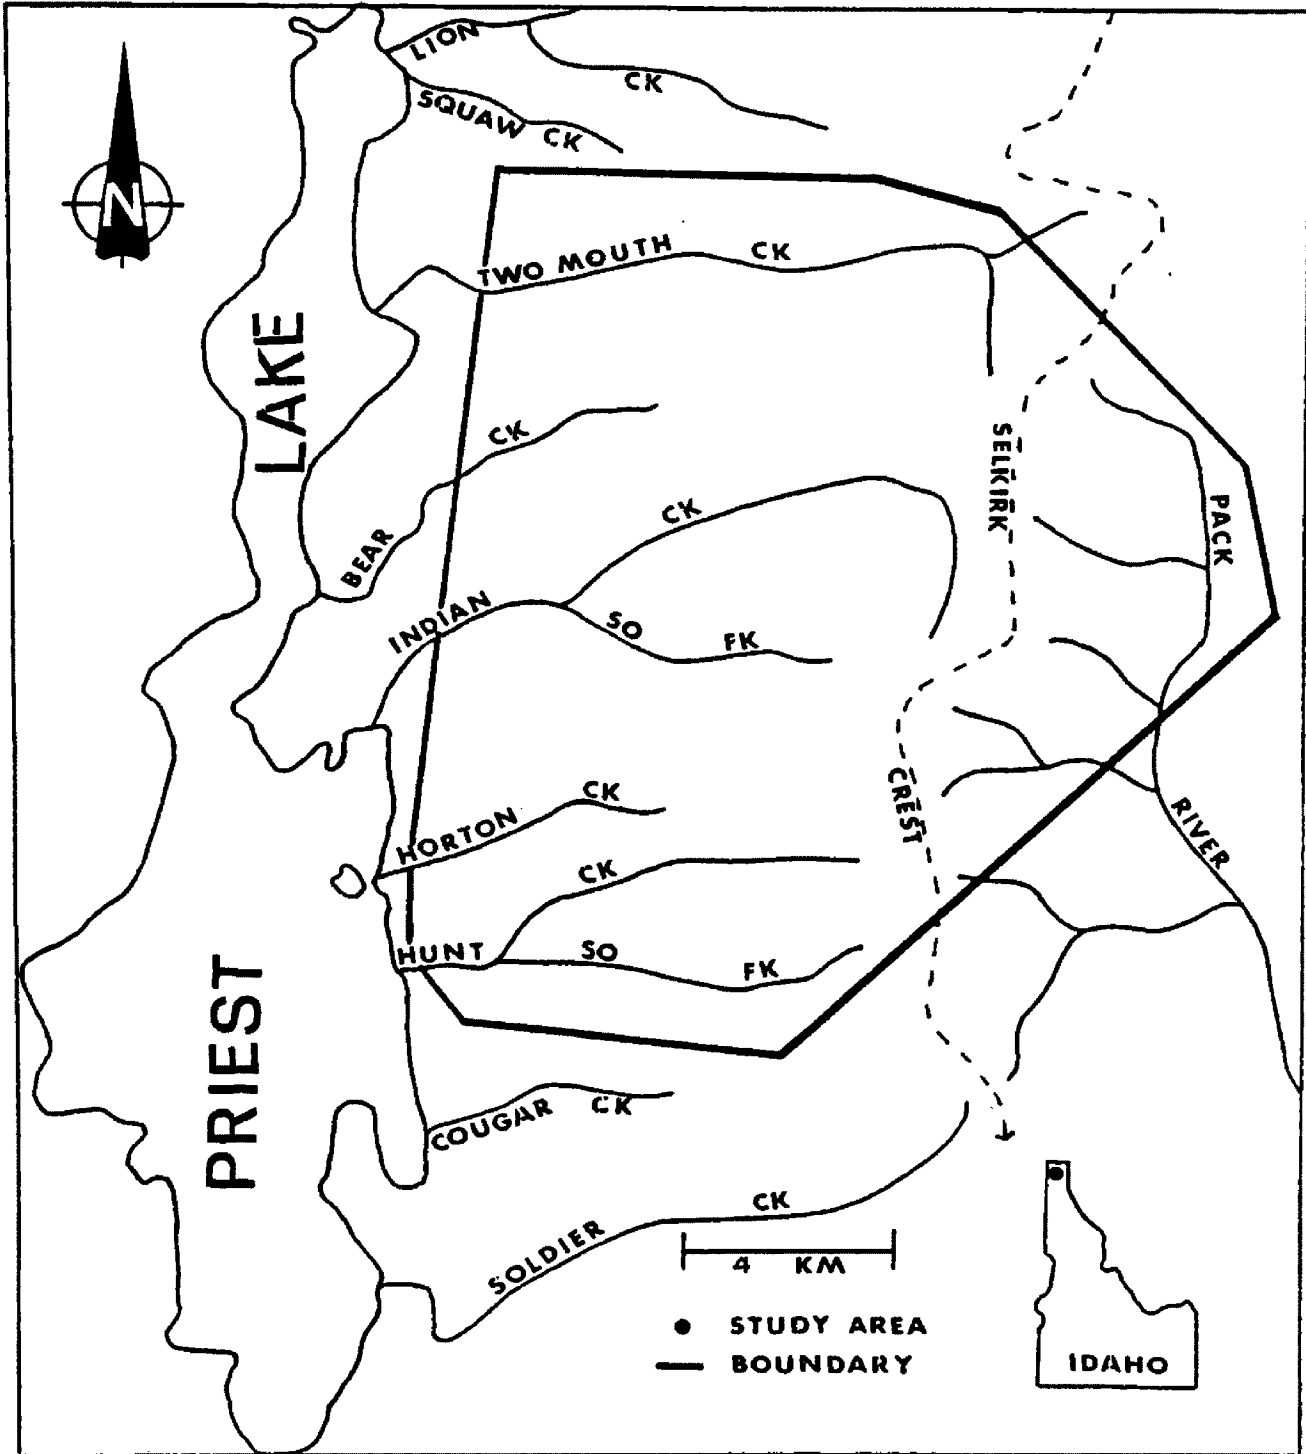 LION CK
SQUAW CK
N
TWO MOUTH CK
LAKE
BEAR CK
SELKIRK
PACK
INDIAN CK
SO FK
HORTON CK
CREST
RIVER
HUNT CK
SO FK
PRIEST
COUGAR CK
SOLDIER CK
4 KM
STUDY AREA
BOUNDARY
IDAHO